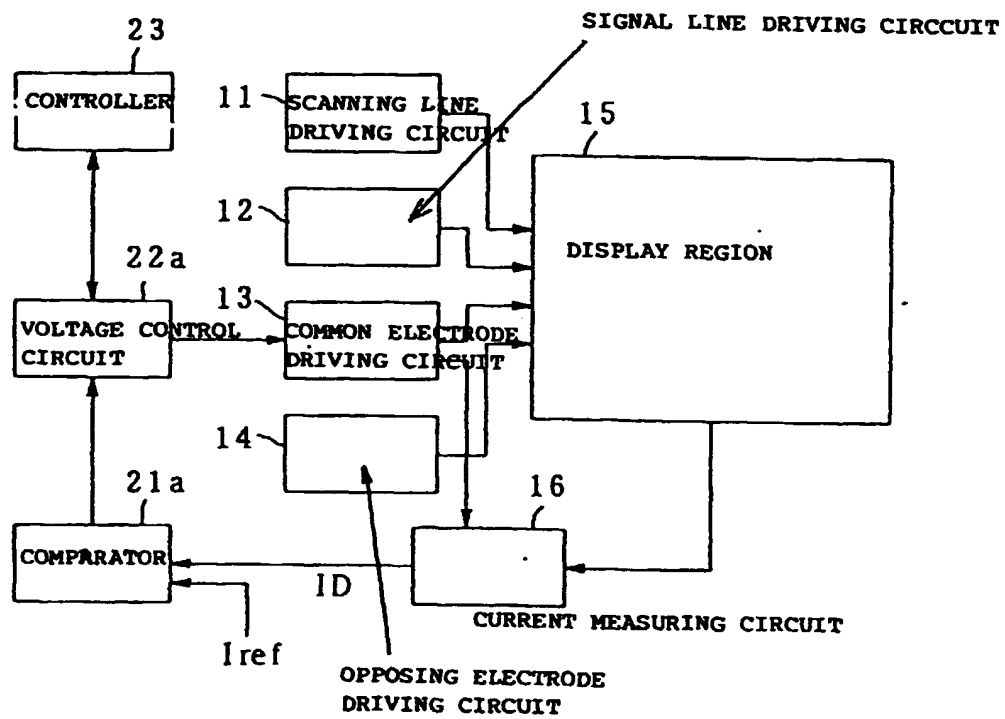 SIGNAL LINE DRIVING CIRCCUIT
23
CONTROLLER
11
SCANNING LINE
DRIVING CIRCUIT
15
12
DISPLAY REGION
22a
13
VOLTAGE CONTROL
CIRCUIT
COMMON ELECTRODE
DRIVING CIRCUIT
14
21a
16
COMPARATOR
ID
CURRENT MEASURING CIRCUIT
Iref
OPPOSING ELECTRODE
DRIVING CIRCUIT